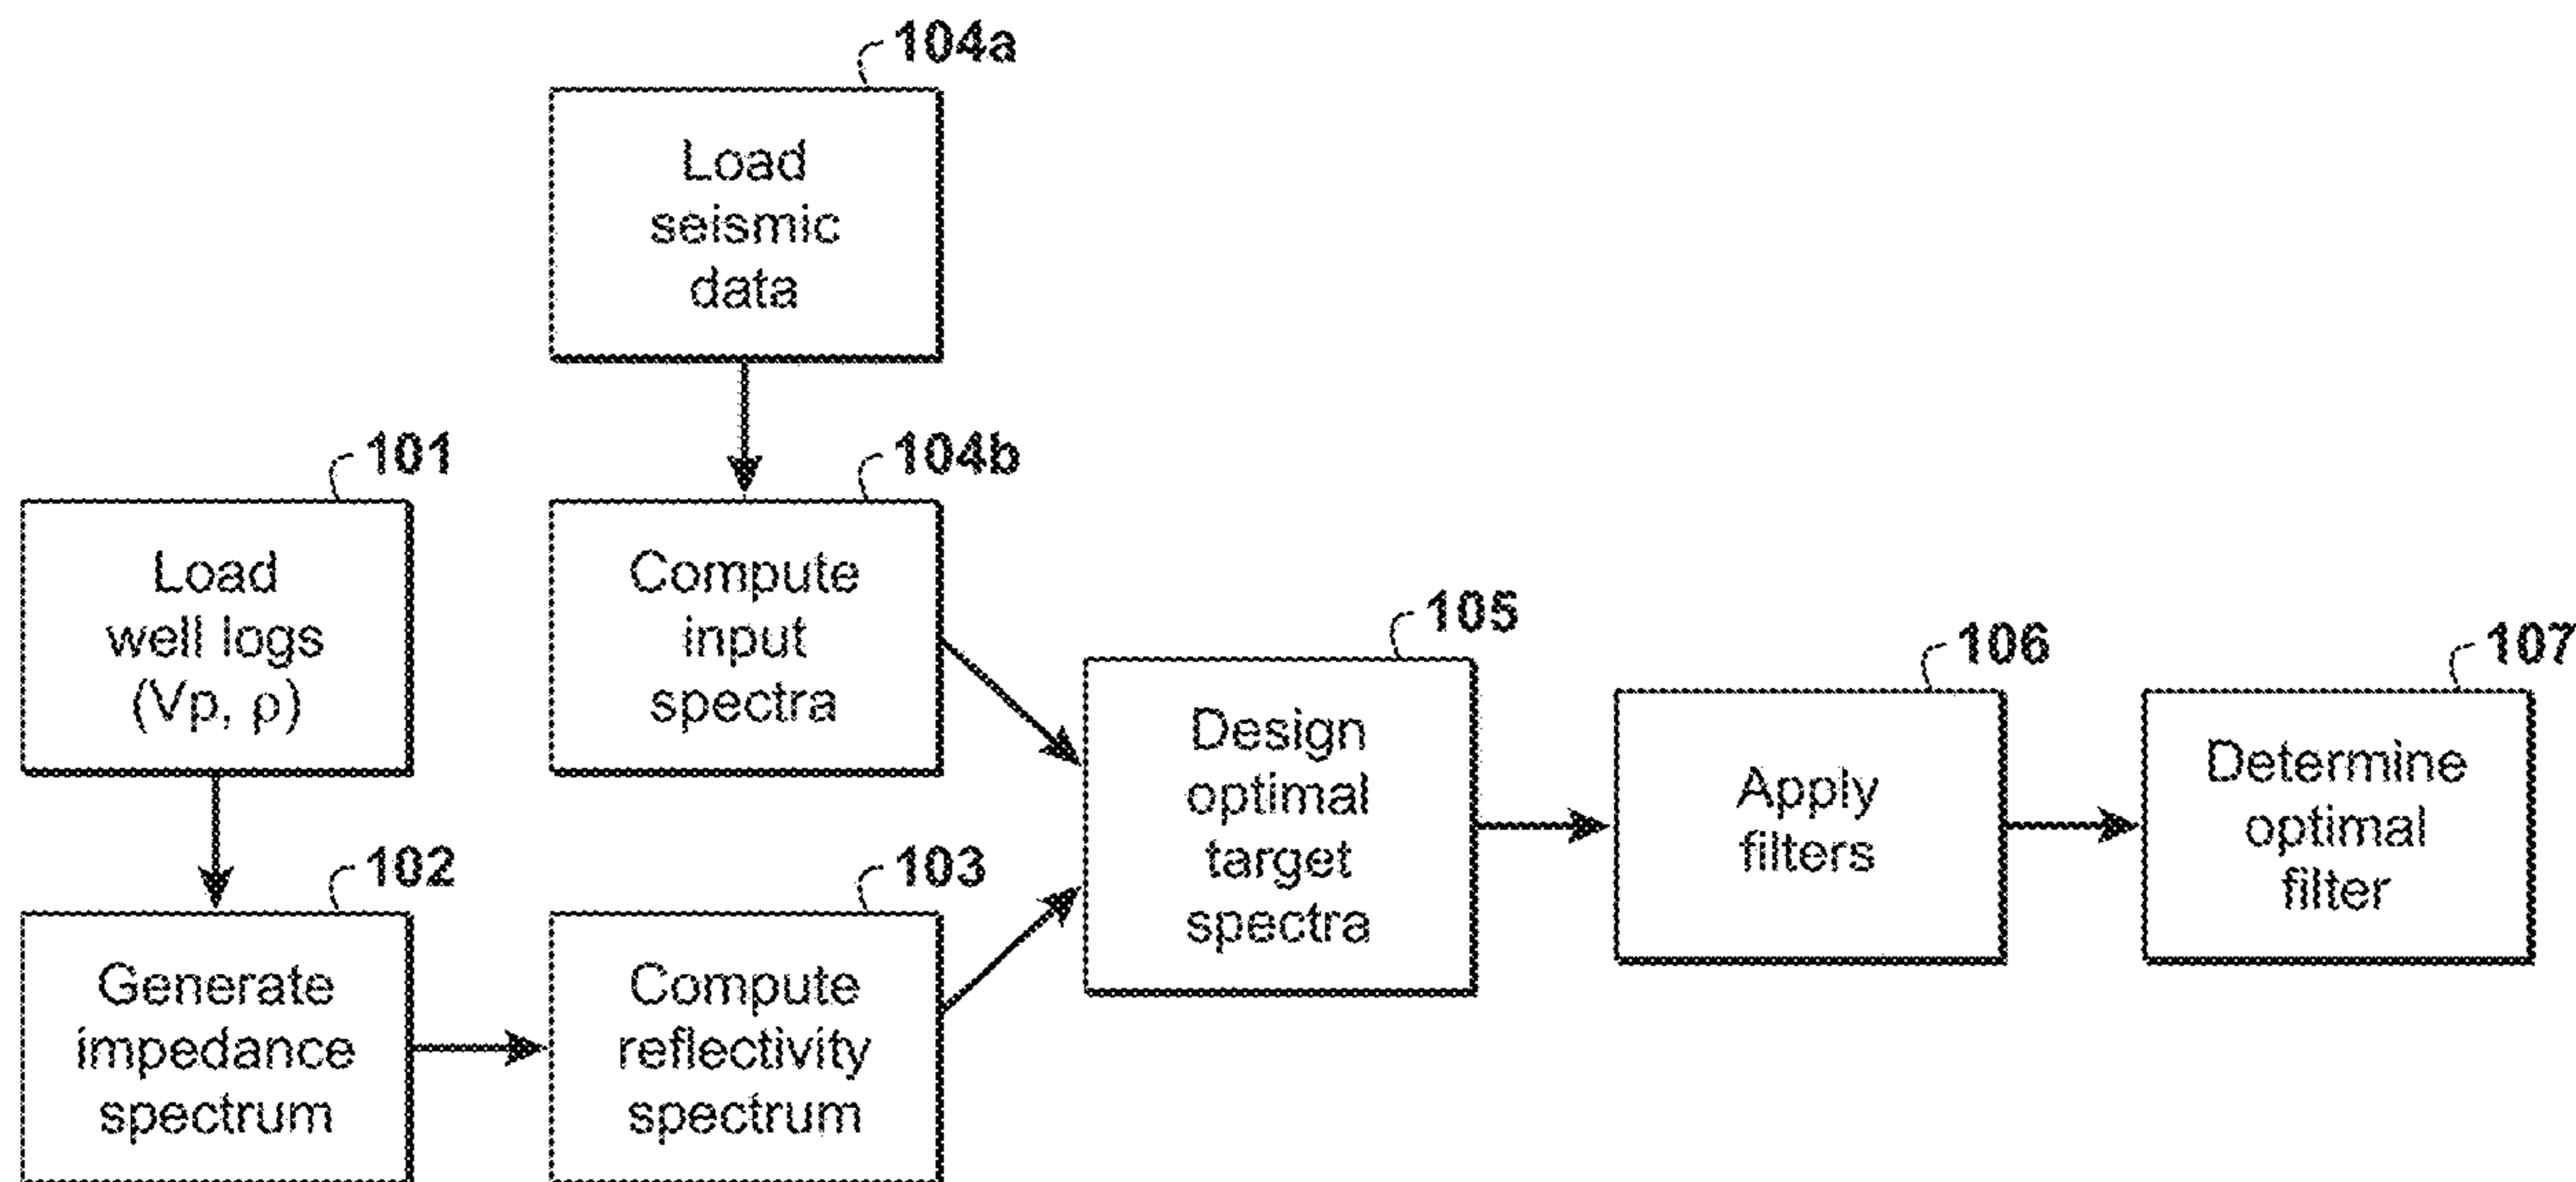 104a
Load
seismic
data
101
Load
well logs
(Vp, ρ)
104b
Compute
input
spectra
102
Generate
impedance
spectrum
103
Compute
reflectivity
spectrum
105
Design
optimal
target
spectra
106
Apply
filters
107
Determine
optimal
filter